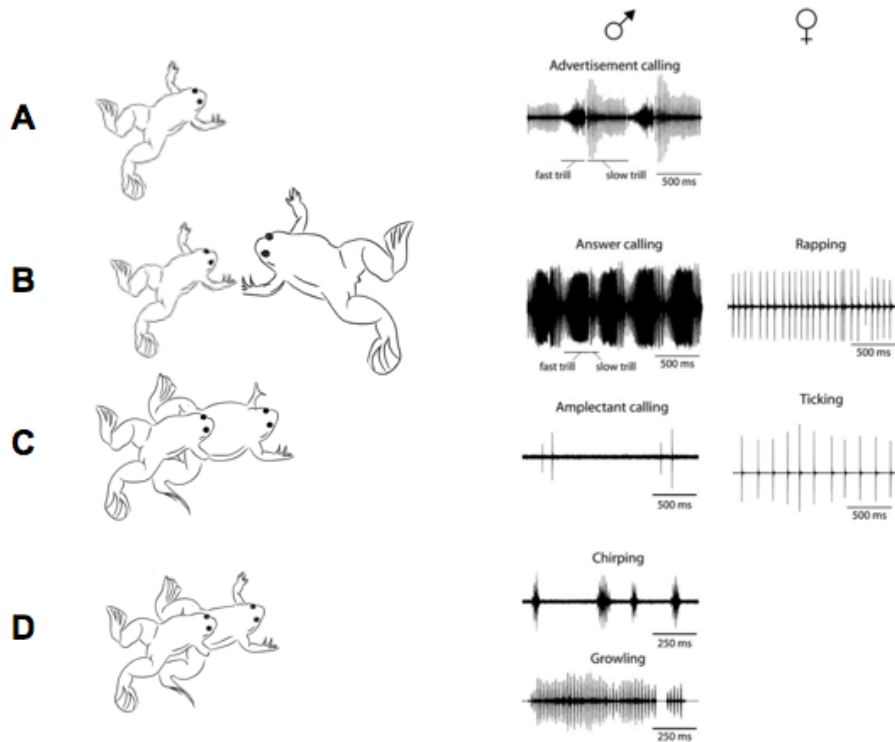 ♂ ♀
A
Advertisement calling
fast trill slow trill 500 ms
B
Answer calling Rapping
fast trill slow trill 500 ms 500 ms
C
Amplectant calling Ticking
500 ms 500 ms
D
Chirping
250 ms
Growling
250 ms